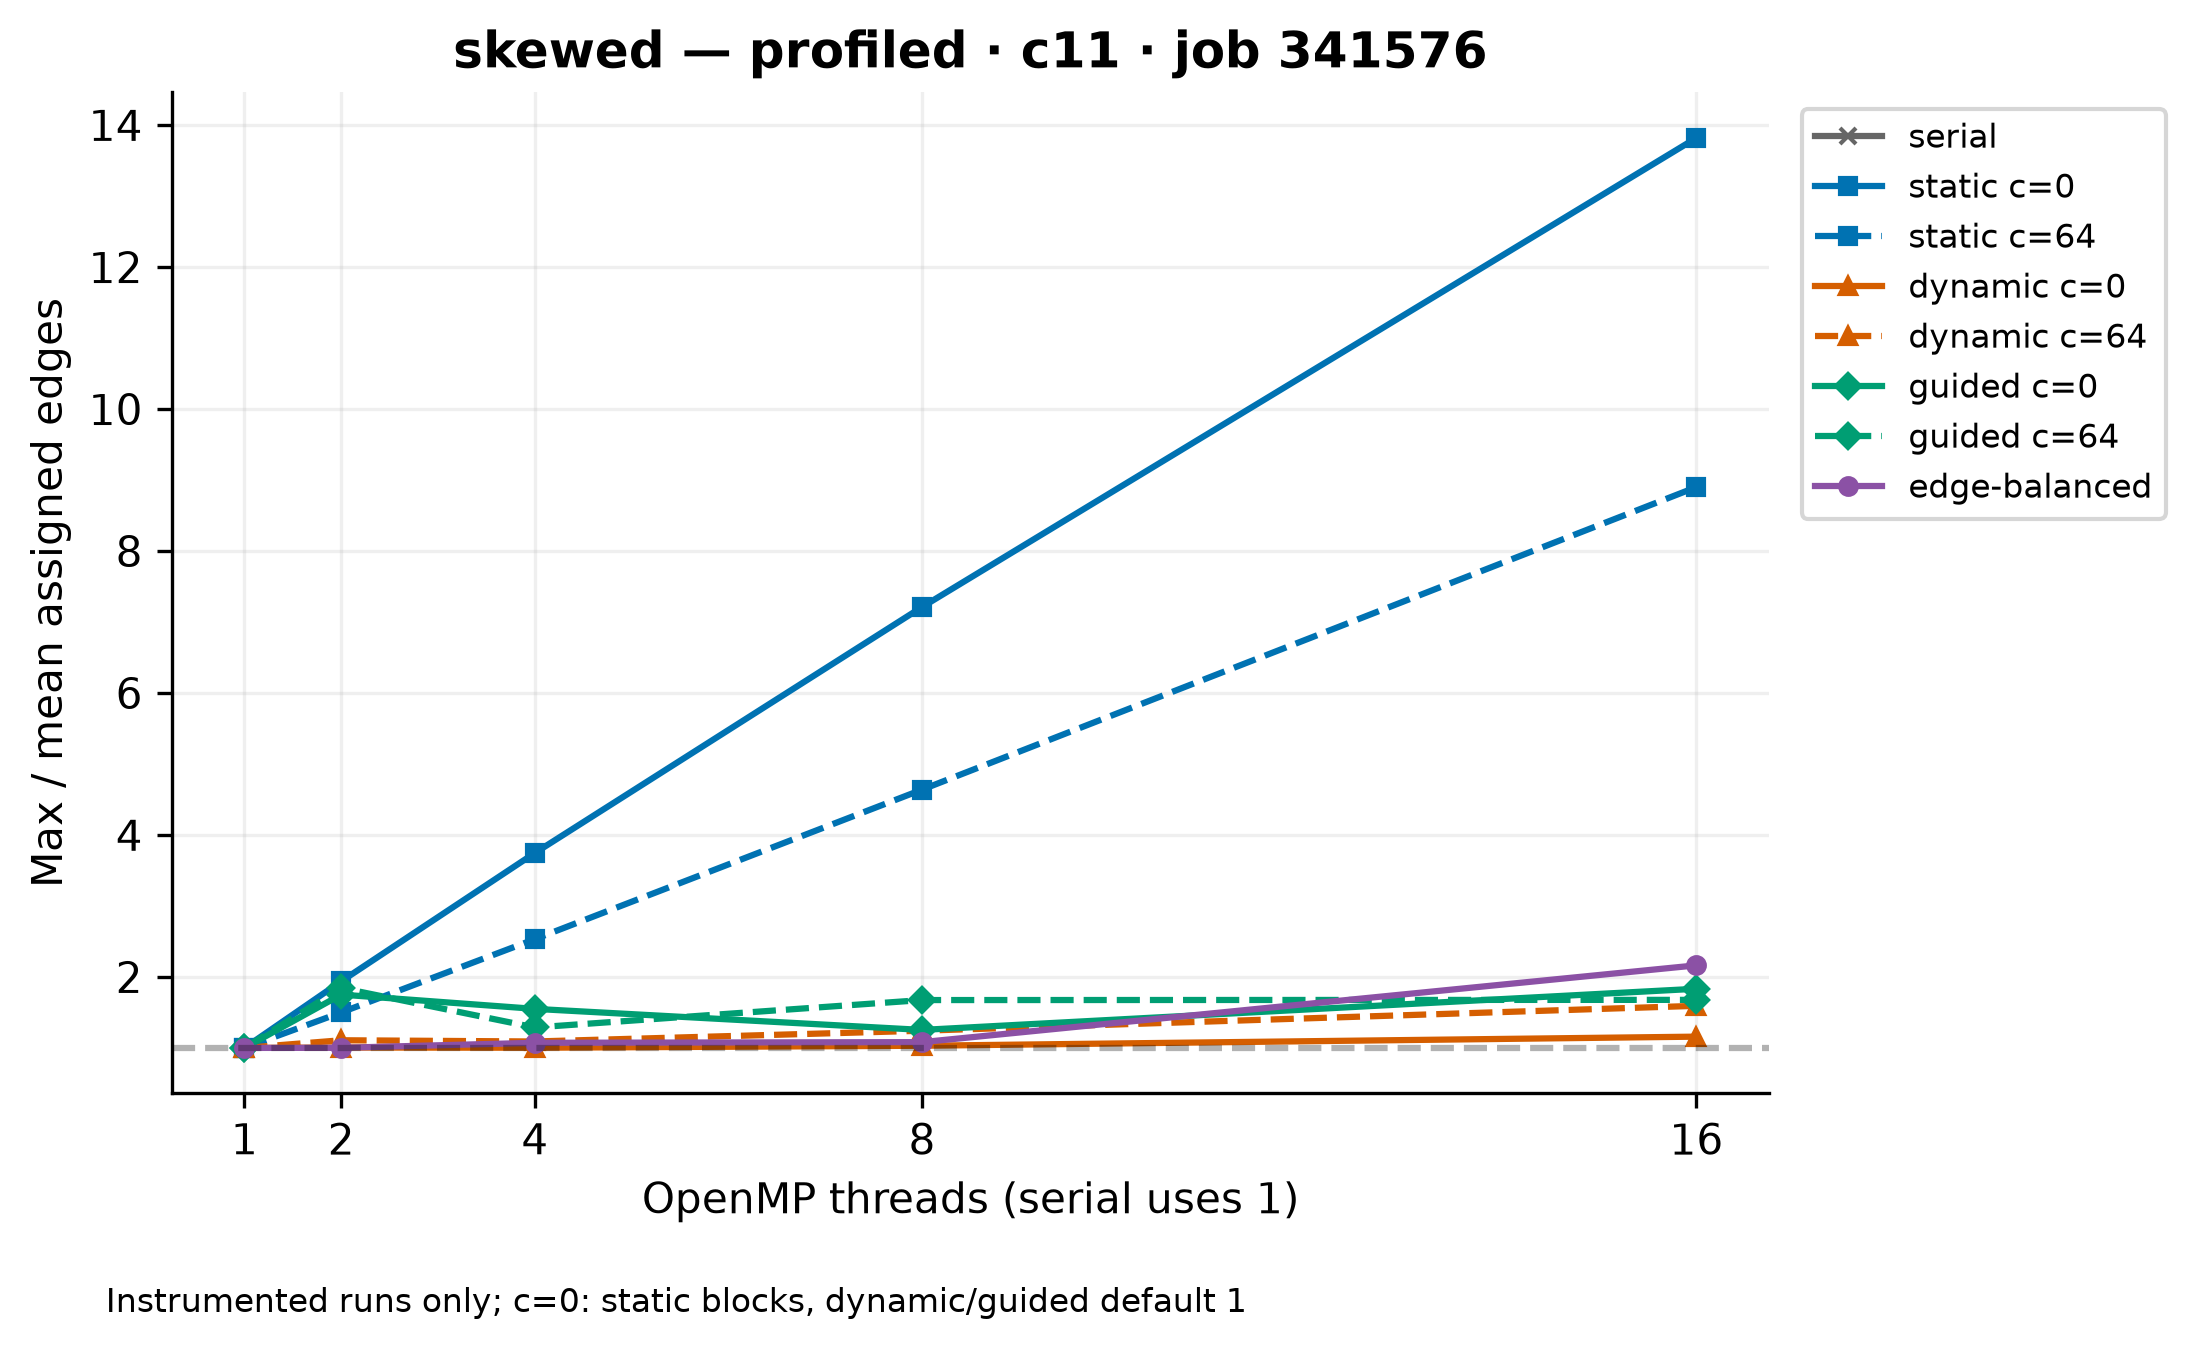 skewed — profiled · c11 · job 341576
Max / mean assigned edges
14
12
10
8
6
4
2
1
2
4
8
16
OpenMP threads (serial uses 1)
serial
static c=0
static c=64
dynamic c=0
dynamic c=64
guided c=0
guided c=64
edge-balanced
Instrumented runs only; c=0: static blocks, dynamic/guided default 1